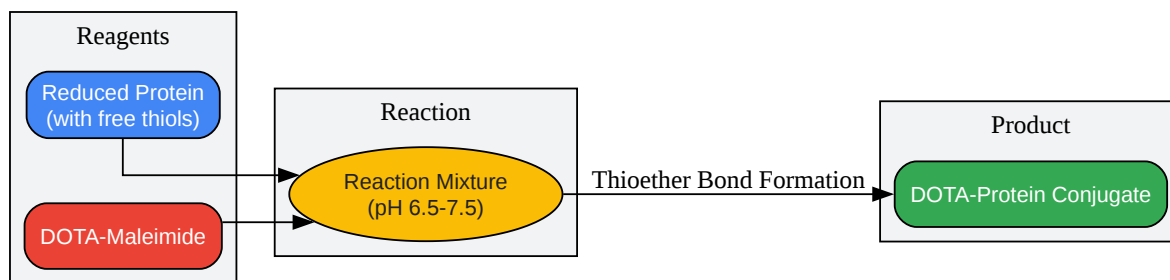 Reagents
Reduced Protein
(with free thiols)
DOTA-Maleimide
Reaction
Reaction Mixture
(pH 6.5-7.5)
Thioether Bond Formation
Product
DOTA-Protein Conjugate